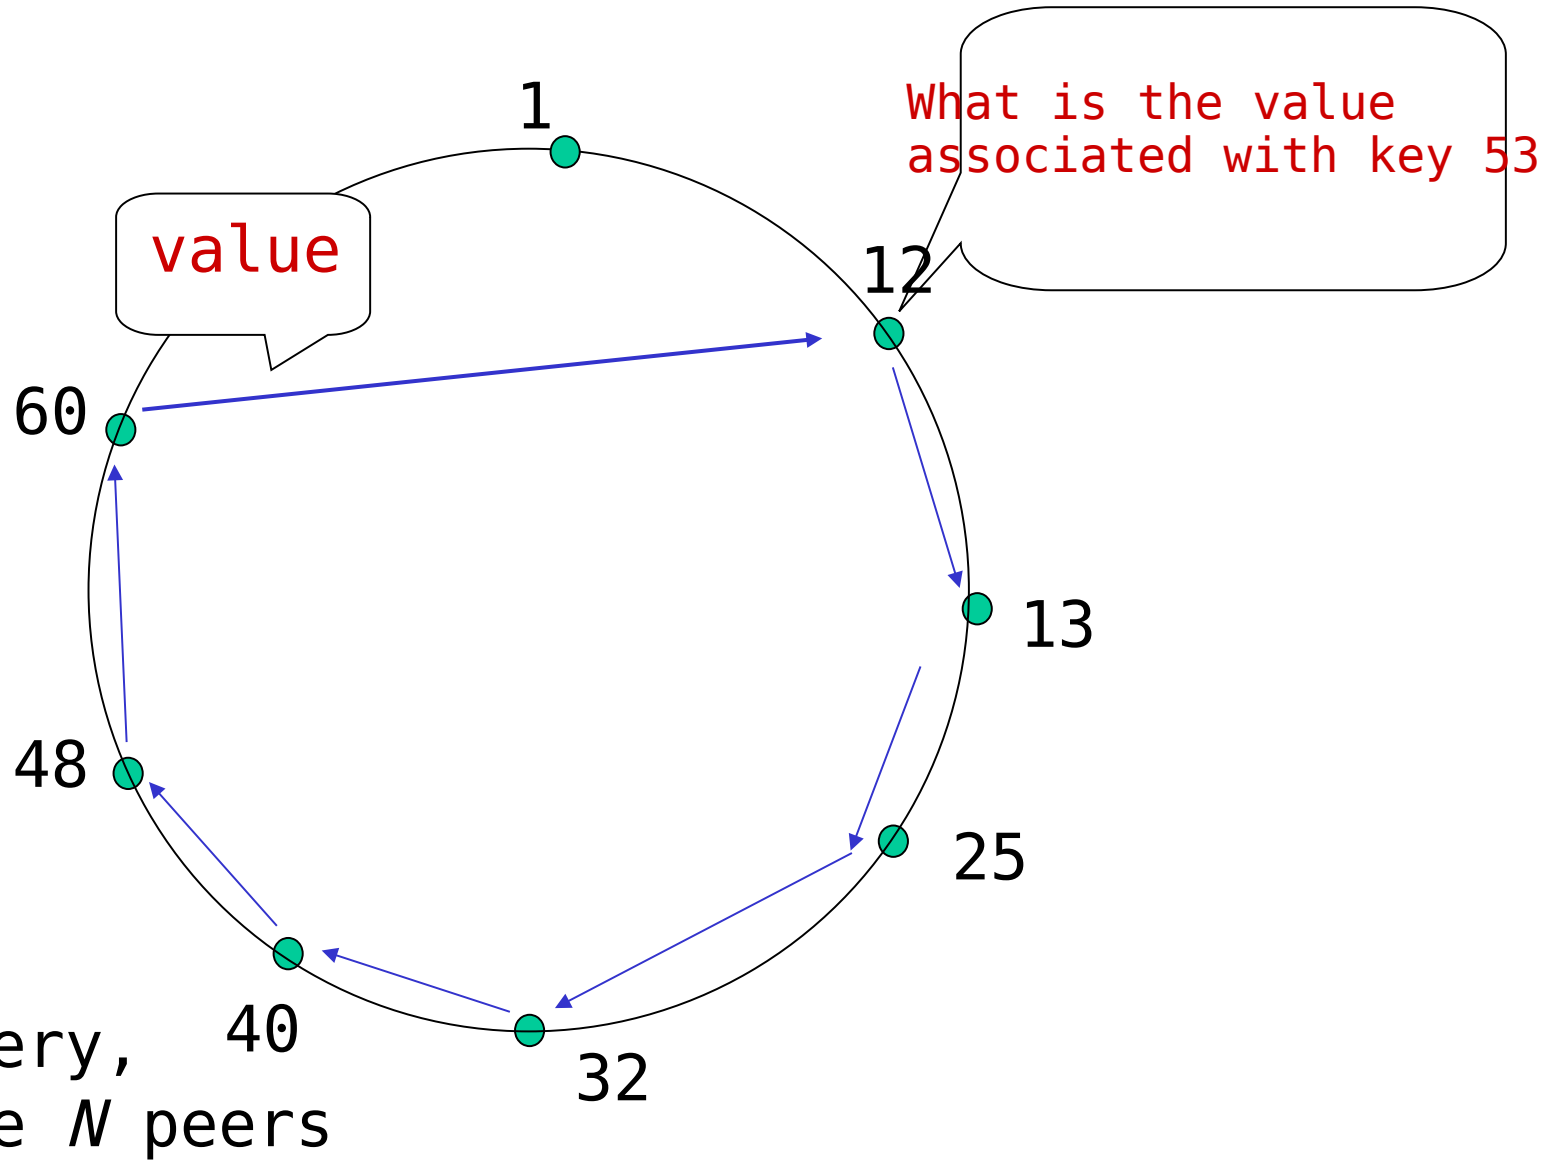 1
What is the value
associated with key 53
value
12
60
13
48
25
40
32
ery,
e N peers